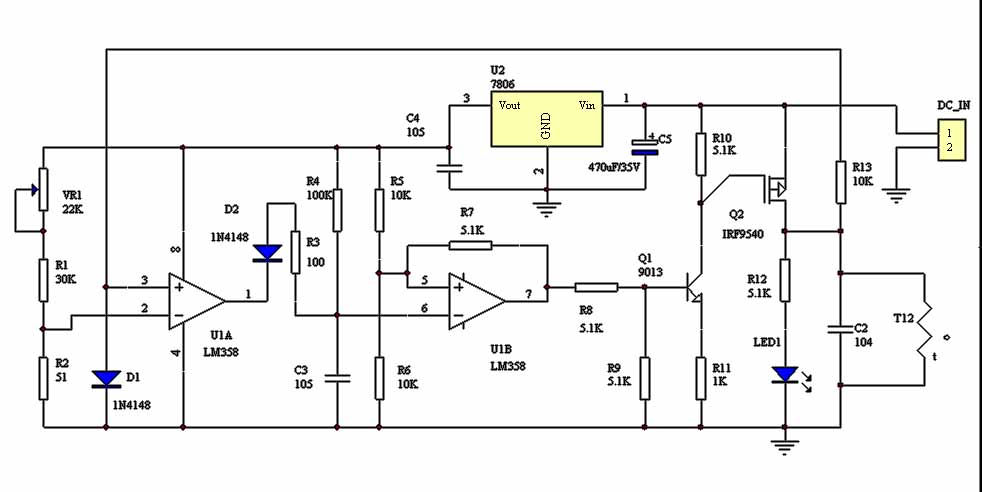 U2
7806
3
Vout
Vin
1
GND
2
C4
105
C5
470uF/35V
R10
5.1K
DC_IN
1
2
VR1
22K
R4
100K
R5
10K
R13
10K
D2
1N4148
R3
100
R7
5.1K
Q2
IRF9540
8
R1
30K
3
2
1
4
U1A
LM358
5
6
7
U1B
LM358
Q1
9013
R8
5.1K
R12
5.1K
T12
t
C2
104
LED1
R2
51
D1
1N4148
C3
105
R6
10K
R9
5.1K
R11
1K